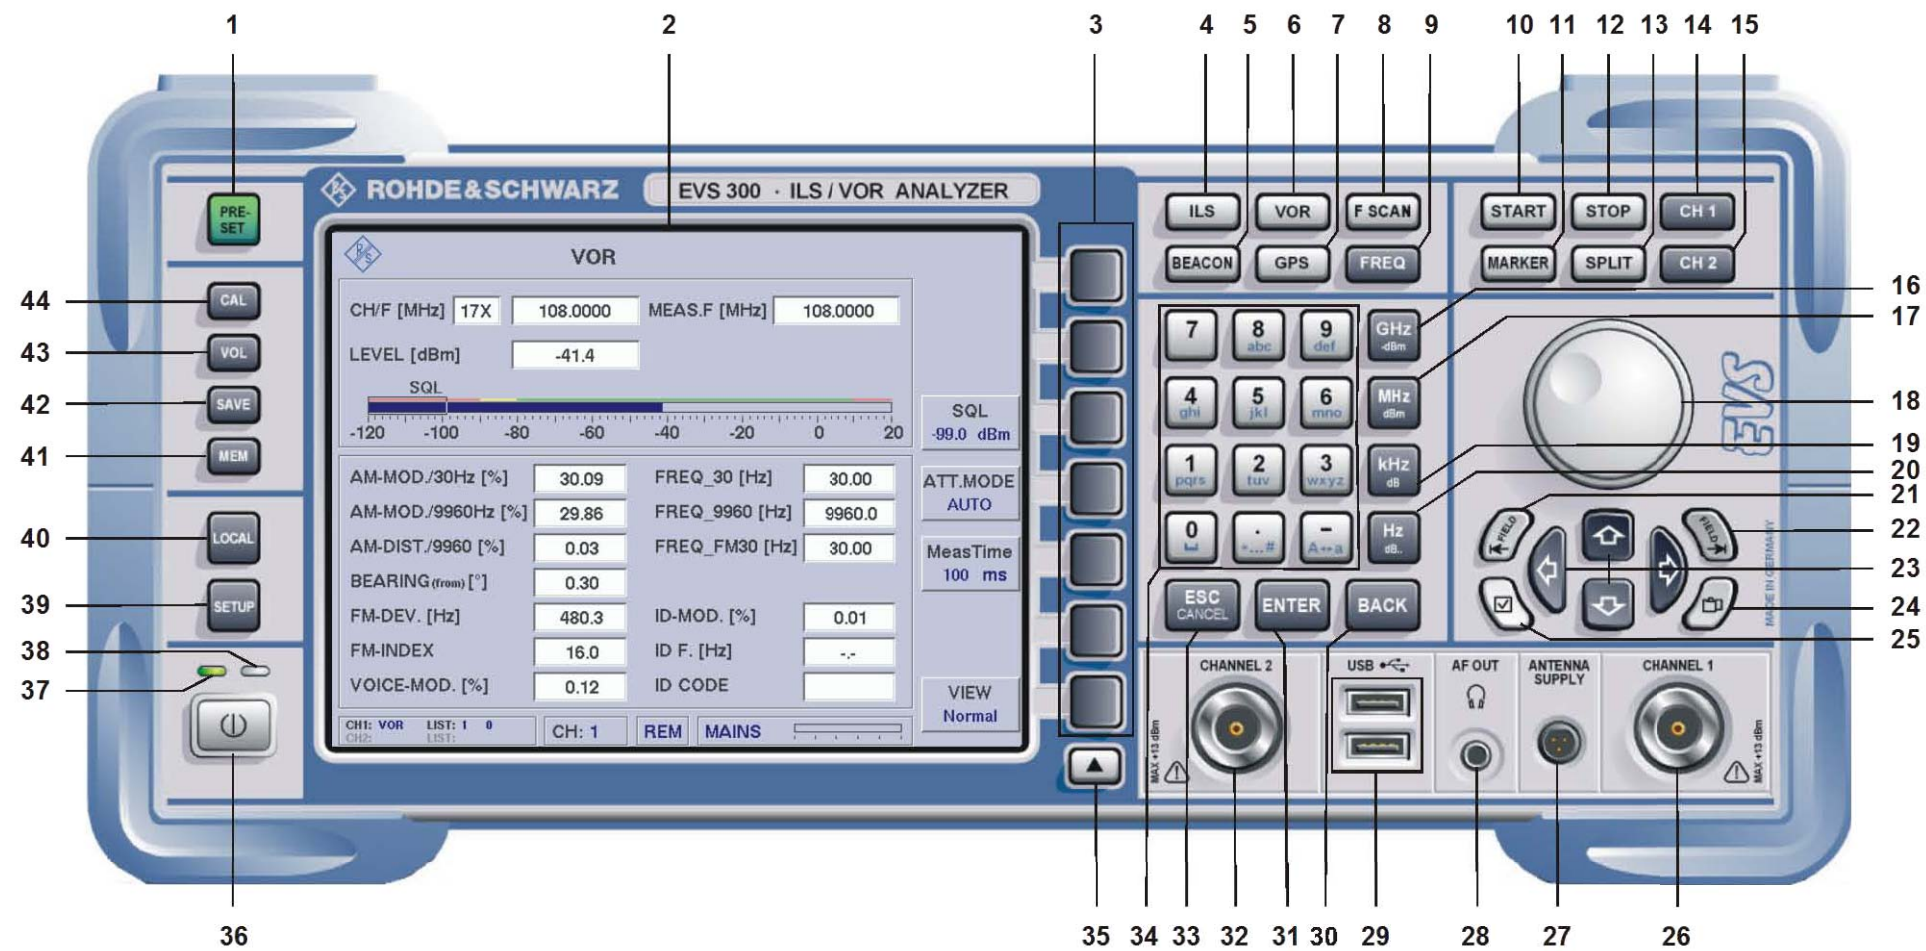 1 2 3 4 5 6 7 8 9 10 11 12 13 14 15
ROHDE&SCHWARZ EVS 300 · ILS / VOR ANALYZER
PRE-
SET
VOR
CH/F [MHz] 17X 108.0000 MEAS.F [MHz] 108.0000
LEVEL [dBm] -41.4
SQL
-120 -100 -80 -60 -40 -20 0 20
SQL
-99.0 dBm
AM-MOD./30Hz [%] 30.09 FREQ_30 [Hz] 30.00
AM-MOD./9960Hz [%] 29.86 FREQ_9960 [Hz] 9960.0
AM-DIST./9960 [%] 0.03 FREQ_FM30 [Hz] 30.00
BEARING (from) [°] 0.30
FM-DEV. [Hz] 480.3 ID-MOD. [%] 0.01
FM-INDEX 16.0 ID F. [Hz] -.-
VOICE-MOD. [%] 0.12 ID CODE
ATT.MODE
AUTO
MeasTime
100 ms
VIEW
Normal
CH1: VOR LIST: 1 0
CH2: LIST:
CH: 1
REM
MAINS
44 CAL
43 VOL
42 SAVE
41 MEM
40 LOCAL
39 SETUP
38
37
ILS VOR F SCAN
BEACON GPS FREQ
START STOP CH 1
MARKER SPLIT CH 2
7 8 abc 9 def GHz -dBm
4 ghi 5 jkl 6 mno MHz dBm
1 pqrs 2 tuv 3 wxyz kHz dB
0 . *...# - A↔a Hz dB..
ESC
CANCEL
ENTER
BACK
EVS
FIELD
FIELD
MADE IN GERMANY
16
17
18
19
20
21
22
23
24
25
CHANNEL 2
MAX +13 dBm
USB
AF OUT
ANTENNA
SUPPLY
CHANNEL 1
MAX +13 dBm
36 35 34 33 32 31 30 29 28 27 26